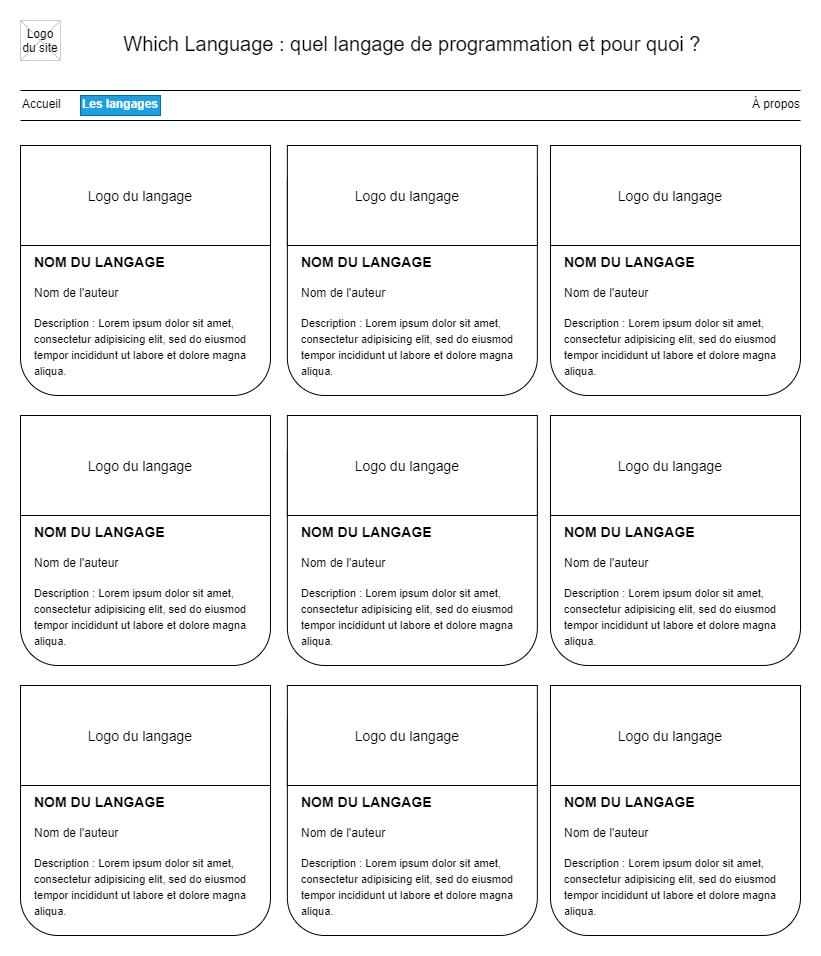 Logo
du site
Which Language : quel langage de programmation et pour quoi ?
Accueil Les langages À propos
Logo du langage
NOM DU LANGAGE
Nom de l'auteur
Description : Lorem ipsum dolor sit amet,
consectetur adipisicing elit, sed do eiusmod
tempor incididunt ut labore et dolore magna
aliqua.
Logo du langage
NOM DU LANGAGE
Nom de l'auteur
Description : Lorem ipsum dolor sit amet,
consectetur adipisicing elit, sed do eiusmod
tempor incididunt ut labore et dolore magna
aliqua.
Logo du langage
NOM DU LANGAGE
Nom de l'auteur
Description : Lorem ipsum dolor sit amet,
consectetur adipisicing elit, sed do eiusmod
tempor incididunt ut labore et dolore magna
aliqua.
Logo du langage
NOM DU LANGAGE
Nom de l'auteur
Description : Lorem ipsum dolor sit amet,
consectetur adipisicing elit, sed do eiusmod
tempor incididunt ut labore et dolore magna
aliqua.
Logo du langage
NOM DU LANGAGE
Nom de l'auteur
Description : Lorem ipsum dolor sit amet,
consectetur adipisicing elit, sed do eiusmod
tempor incididunt ut labore et dolore magna
aliqua.
Logo du langage
NOM DU LANGAGE
Nom de l'auteur
Description : Lorem ipsum dolor sit amet,
consectetur adipisicing elit, sed do eiusmod
tempor incididunt ut labore et dolore magna
aliqua.
Logo du langage
NOM DU LANGAGE
Nom de l'auteur
Description : Lorem ipsum dolor sit amet,
consectetur adipisicing elit, sed do eiusmod
tempor incididunt ut labore et dolore magna
aliqua.
Logo du langage
NOM DU LANGAGE
Nom de l'auteur
Description : Lorem ipsum dolor sit amet,
consectetur adipisicing elit, sed do eiusmod
tempor incididunt ut labore et dolore magna
aliqua.
Logo du langage
NOM DU LANGAGE
Nom de l'auteur
Description : Lorem ipsum dolor sit amet,
consectetur adipisicing elit, sed do eiusmod
tempor incididunt ut labore et dolore magna
aliqua.